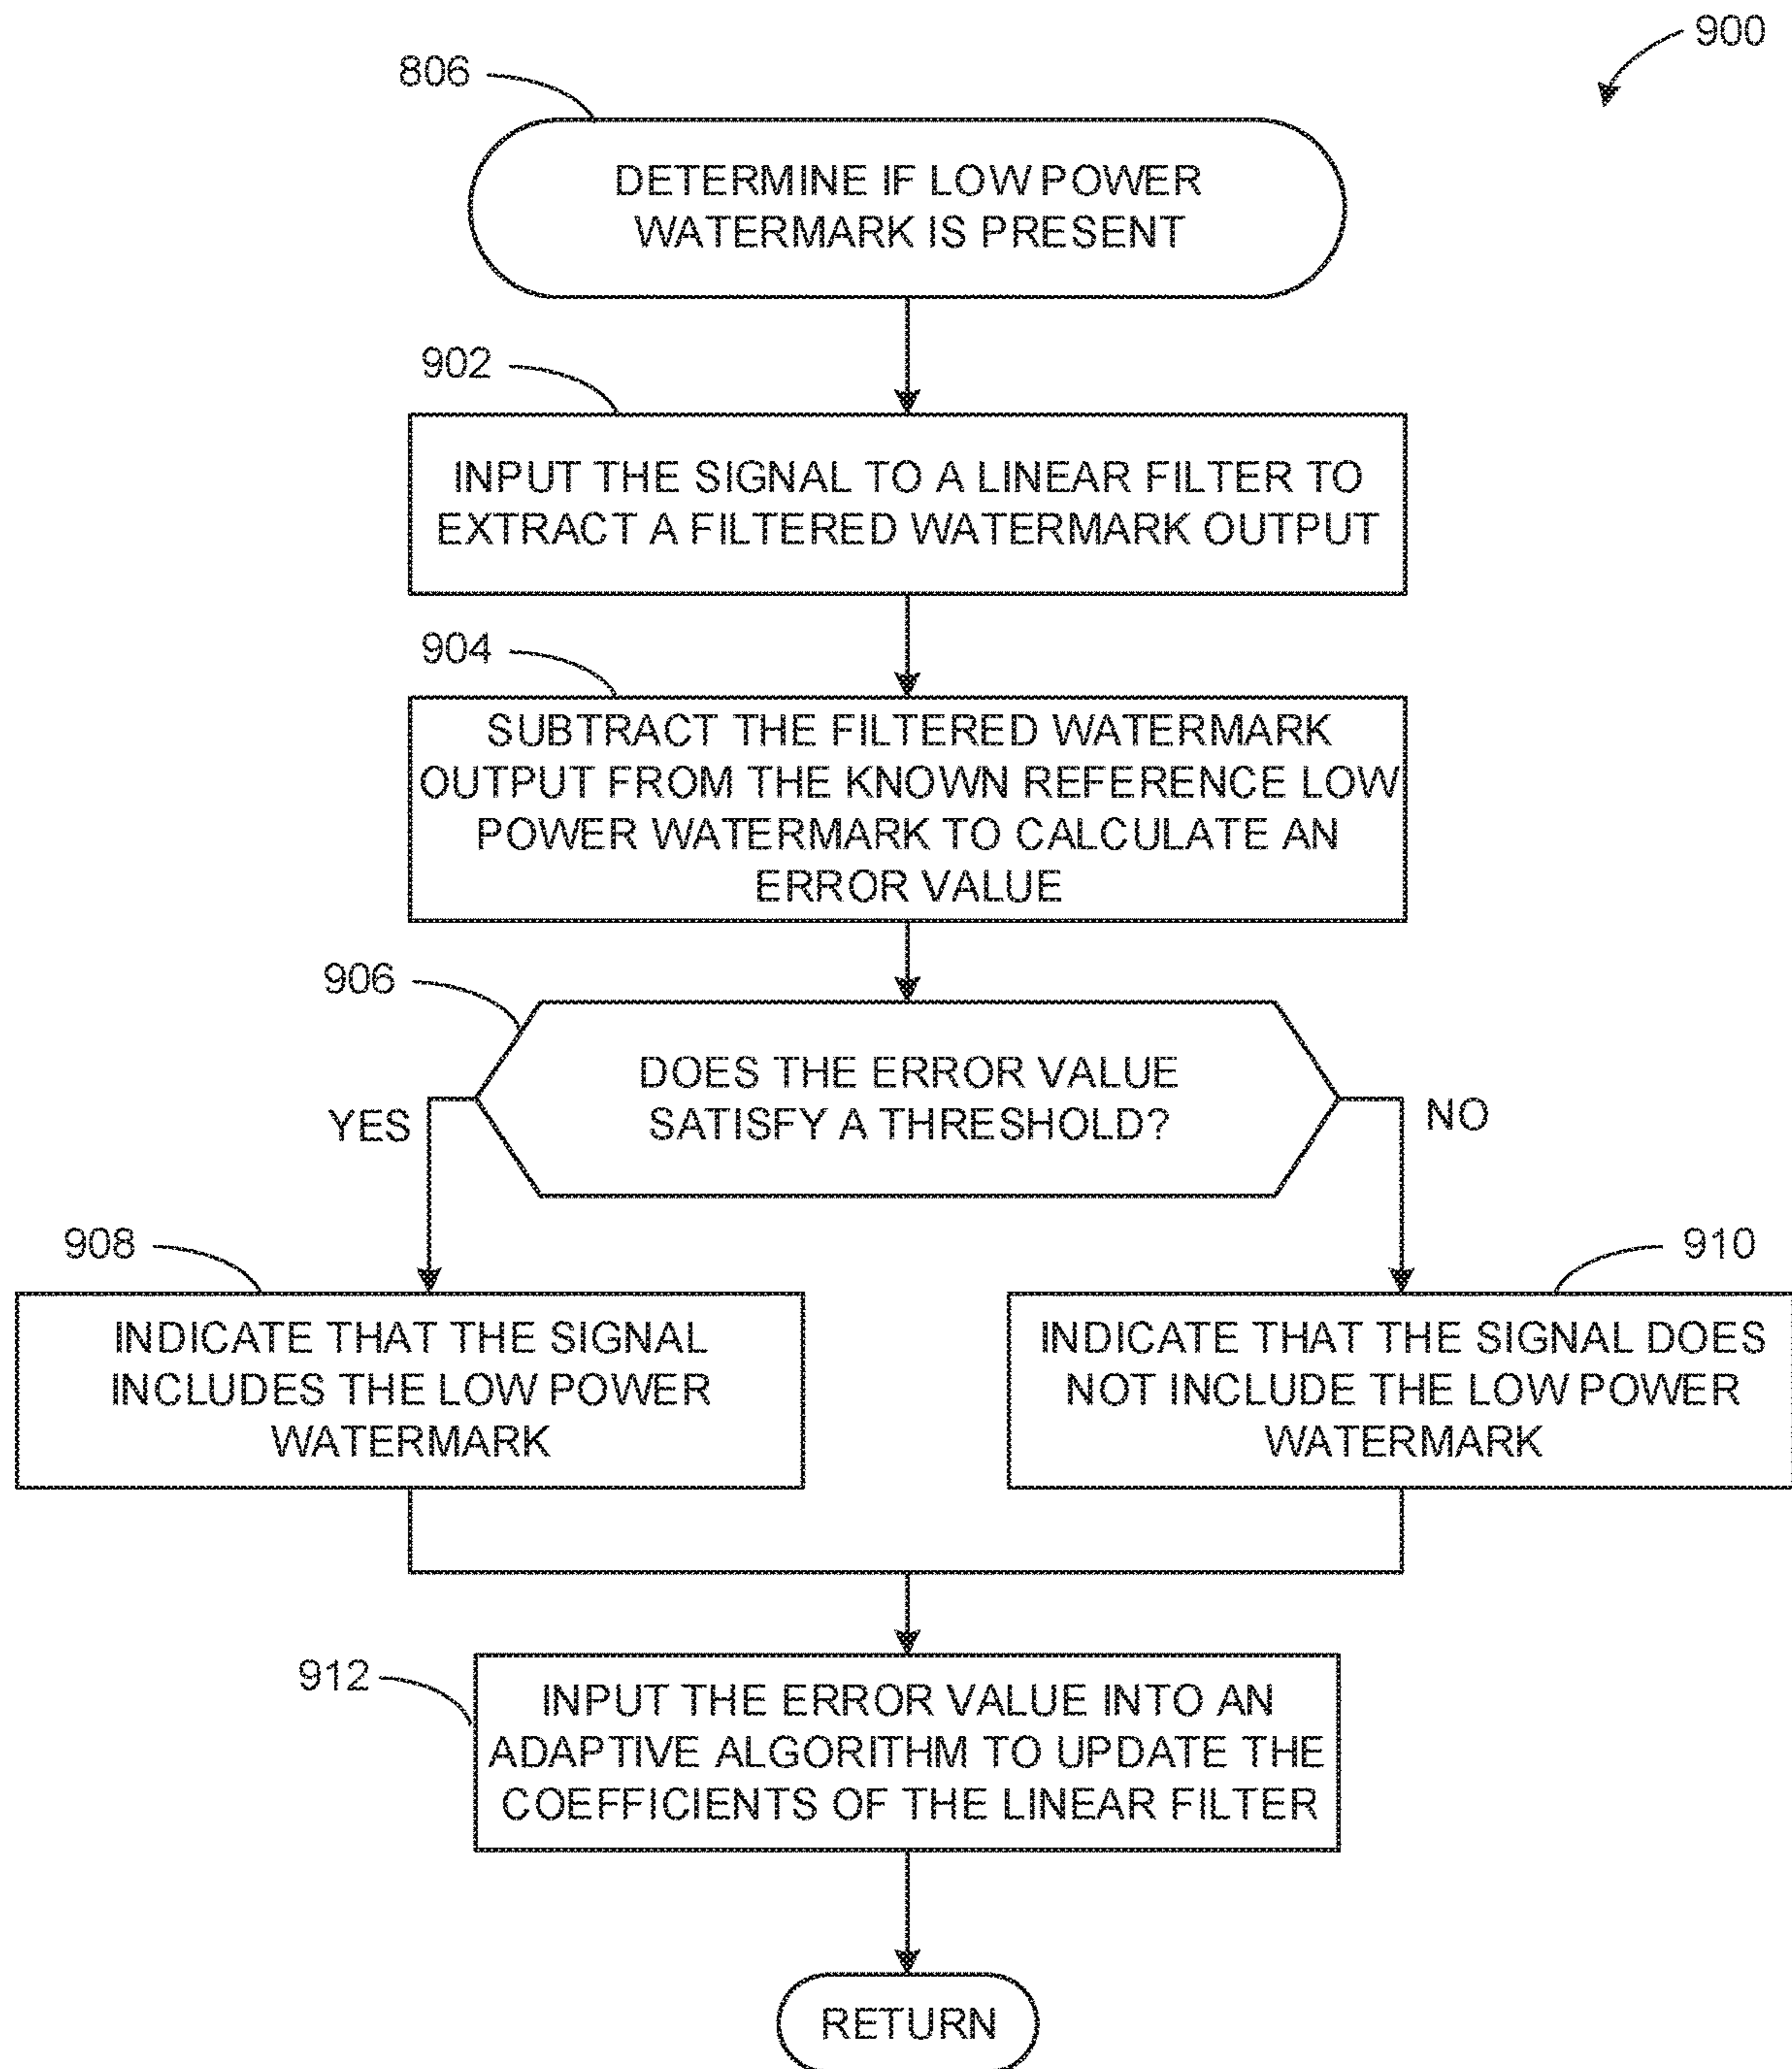 900
806
DETERMINE IF LOW POWER
WATERMARK IS PRESENT
902
INPUT THE SIGNAL TO A LINEAR FILTER TO
EXTRACT A FILTERED WATERMARK OUTPUT
904
SUBTRACT THE FILTERED WATERMARK
OUTPUT FROM THE KNOWN REFERENCE LOW
POWER WATERMARK TO CALCULATE AN
ERROR VALUE
906
DOES THE ERROR VALUE
SATISFY A THRESHOLD?
YES
NO
908
INDICATE THAT THE SIGNAL
INCLUDES THE LOW POWER
WATERMARK
910
INDICATE THAT THE SIGNAL DOES
NOT INCLUDE THE LOW POWER
WATERMARK
912
INPUT THE ERROR VALUE INTO AN
ADAPTIVE ALGORITHM TO UPDATE THE
COEFFICIENTS OF THE LINEAR FILTER
RETURN